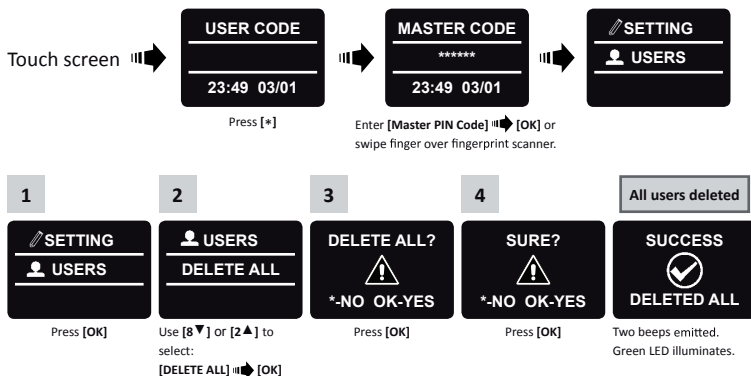 Touch screen
USER CODE
23:49 03/01
Press [*]
MASTER CODE
******
23:49 03/01
Enter [Master PIN Code] [OK] or
swipe finger over fingerprint scanner.
SETTING
USERS
1
SETTING
USERS
Press [OK]
2
USERS
DELETE ALL
Use [8▼] or [2▲] to
select:
[DELETE ALL] [OK]
3
DELETE ALL?
*-NO OK-YES
Press [OK]
4
SURE?
*-NO OK-YES
Press [OK]
All users deleted
SUCCESS
DELETED ALL
Two beeps emitted.
Green LED illuminates.